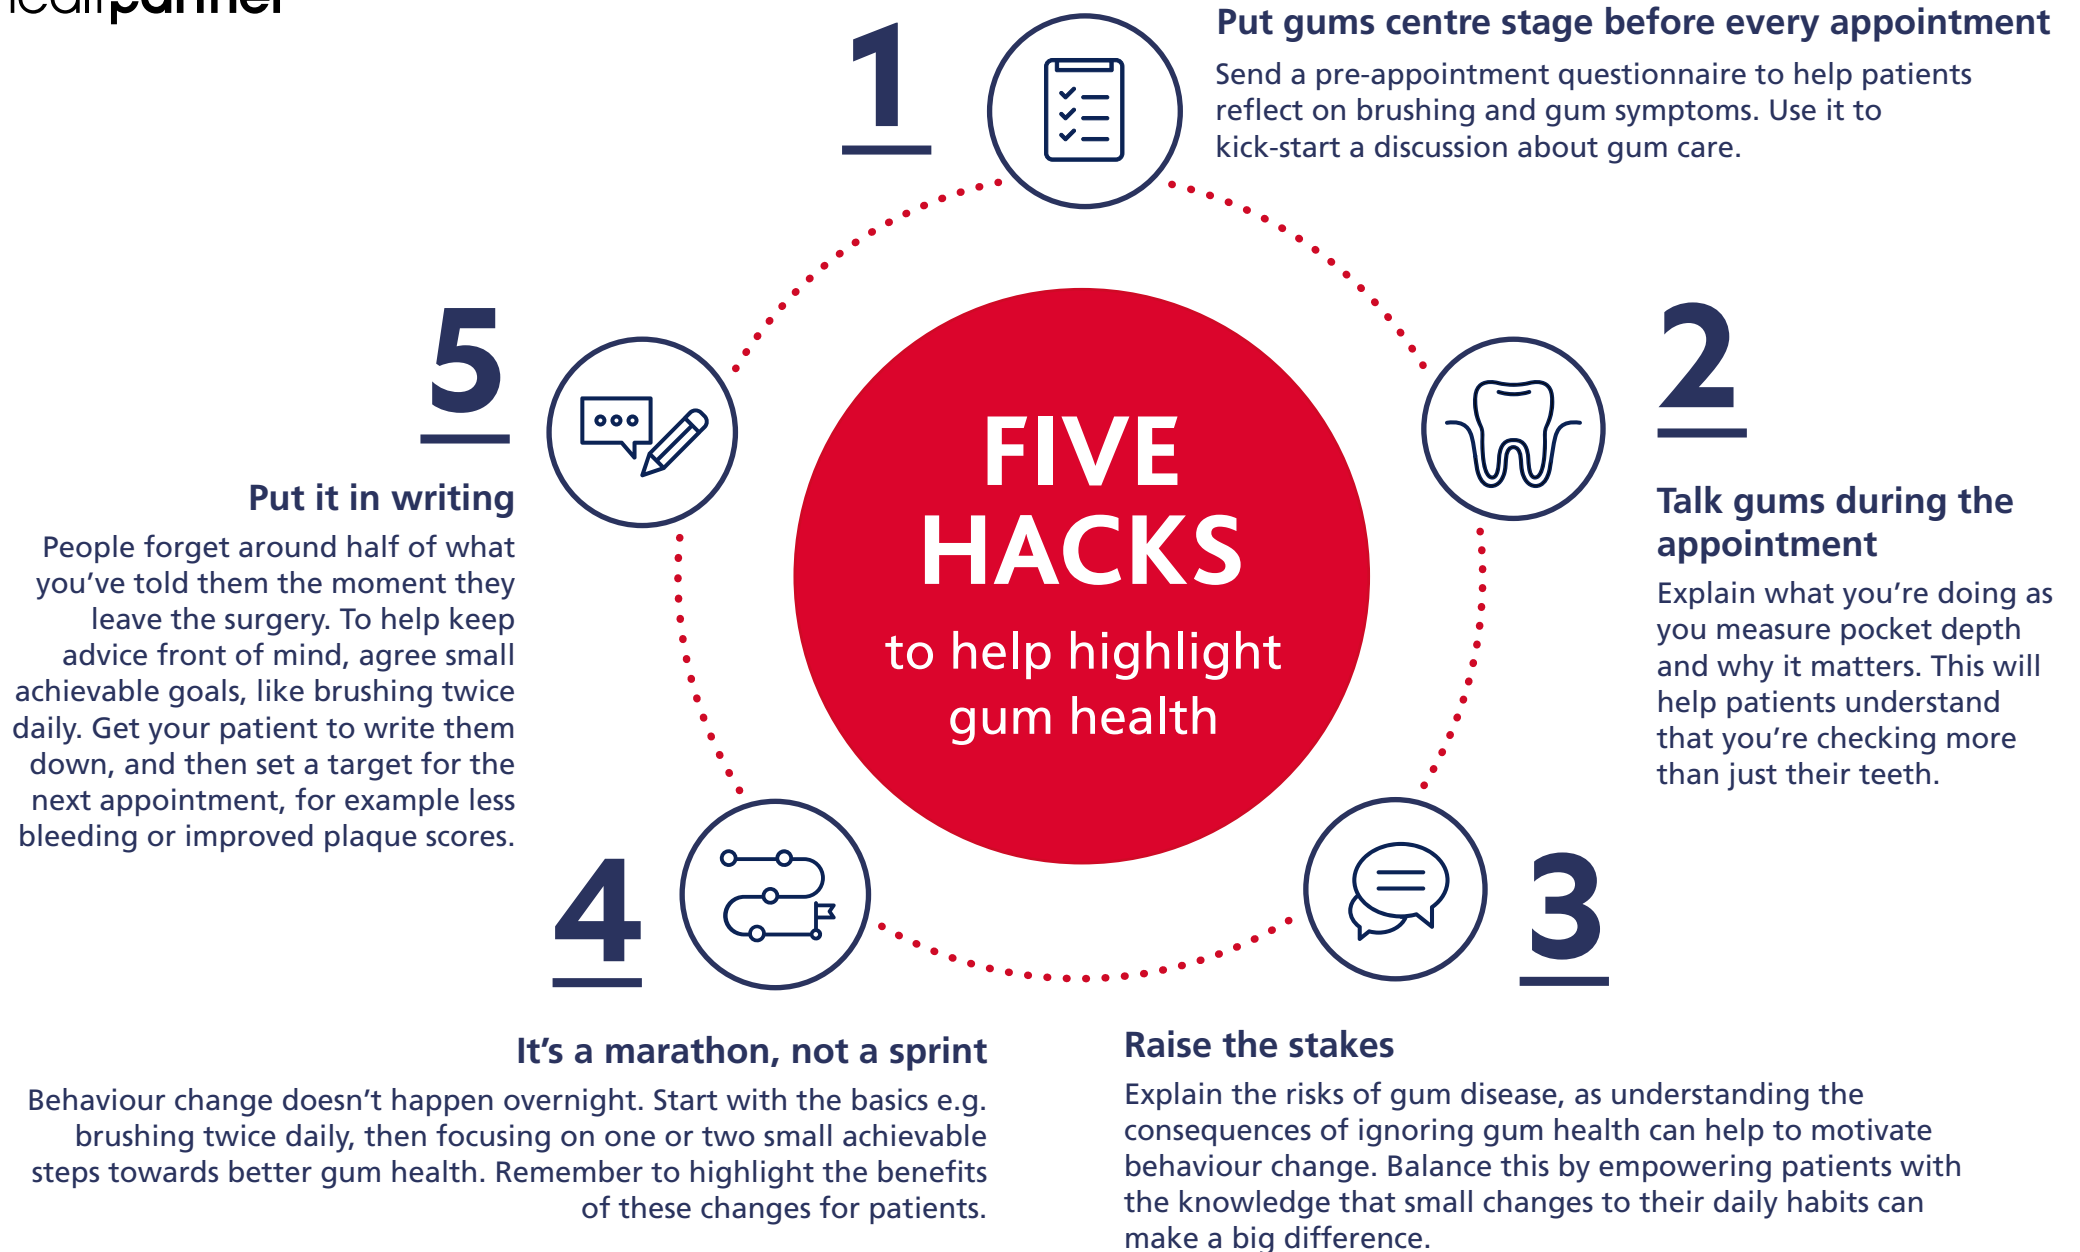 partner
1
Put gums centre stage before every appointment
Send a pre-appointment questionnaire to help patients
reflect on brushing and gum symptoms. Use it to
kick-start a discussion about gum care.
FIVE
HACKS
to help highlight
gum health
2
Talk gums during the
appointment
Explain what you’re doing as
you measure pocket depth
and why it matters. This will
help patients understand
that you’re checking more
than just their teeth.
3
Raise the stakes
Explain the risks of gum disease, as understanding the
consequences of ignoring gum health can help to motivate
behaviour change. Balance this by empowering patients with
the knowledge that small changes to their daily habits can
make a big difference.
4
It’s a marathon, not a sprint
Behaviour change doesn’t happen overnight. Start with the basics e.g.
brushing twice daily, then focusing on one or two small achievable
steps towards better gum health. Remember to highlight the benefits
of these changes for patients.
5
Put it in writing
People forget around half of what
you’ve told them the moment they
leave the surgery. To help keep
advice front of mind, agree small
achievable goals, like brushing twice
daily. Get your patient to write them
down, and then set a target for the
next appointment, for example less
bleeding or improved plaque scores.